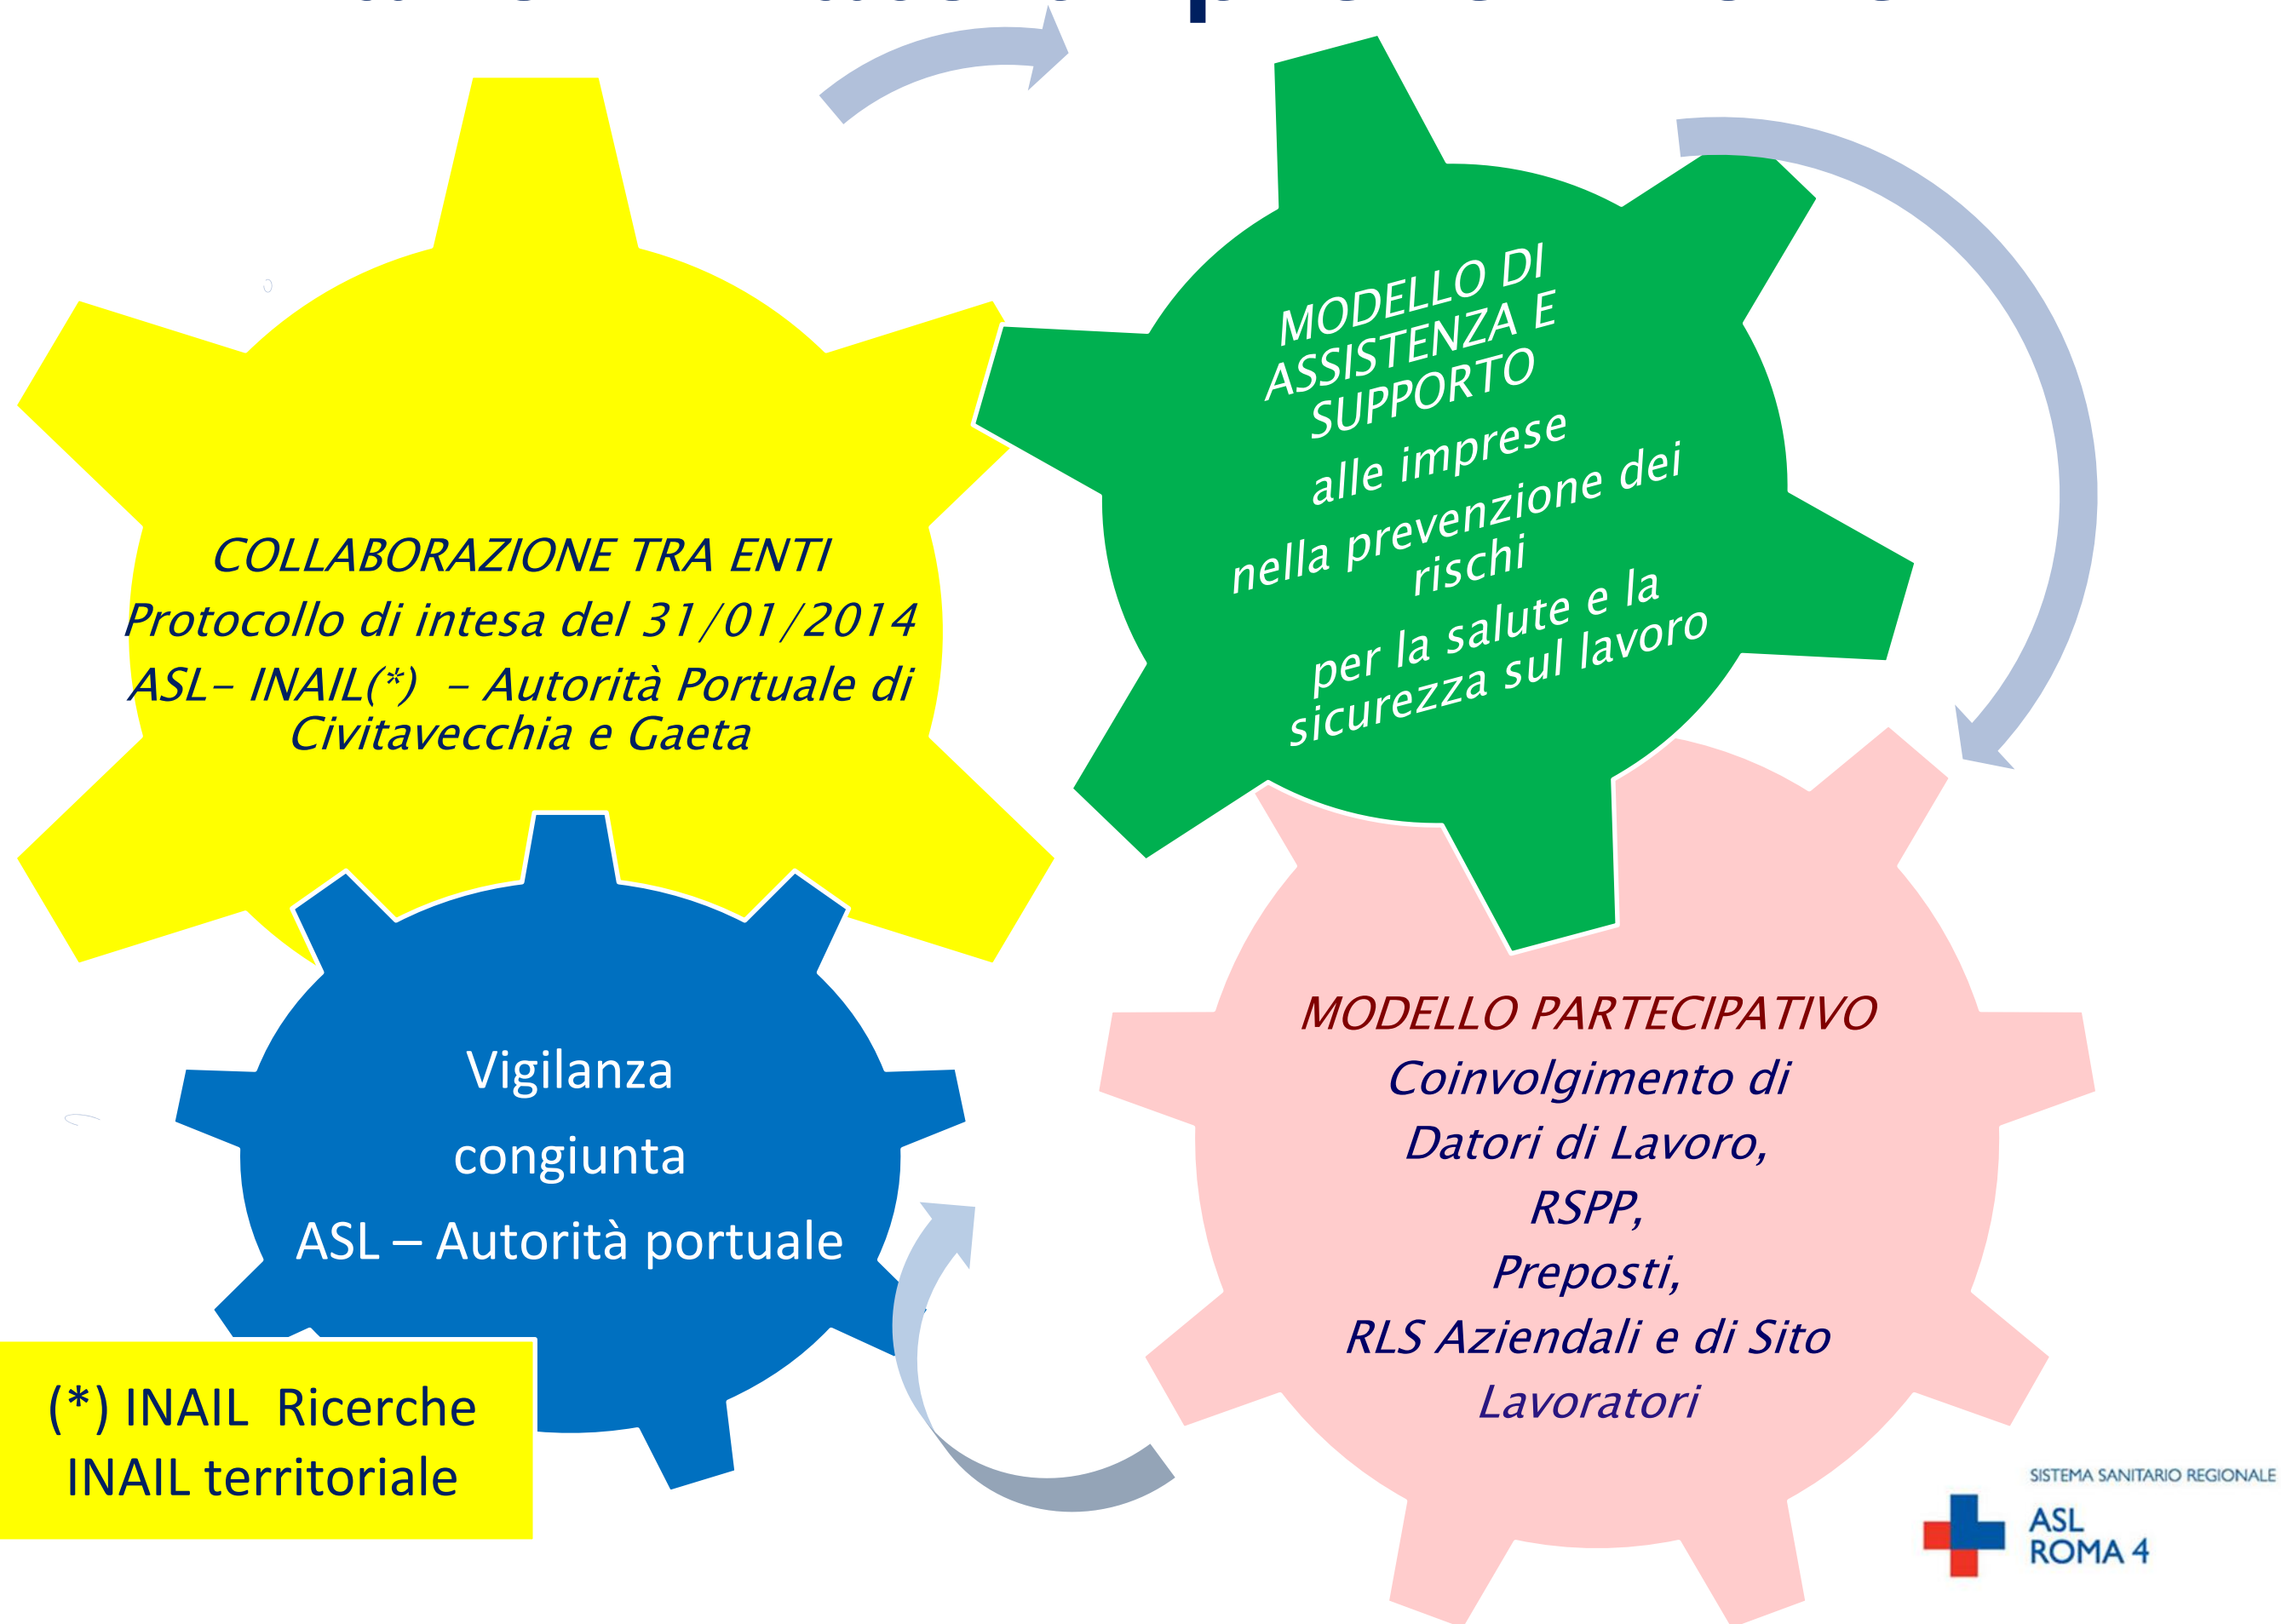 COLLABORAZIONE TRA ENTI
Protocollo di intesa del 31/01/2014
ASL– INAIL(*) – Autorità Portuale di
Civitavecchia e Gaeta
MODELLO DI
ASSISTENZA E
SUPPORTO
alle imprese
nella prevenzione dei
rischi
per la salute e la
sicurezza sul lavoro
MODELLO PARTECIPATIVO
Coinvolgimento di
Datori di Lavoro,
RSPP,
Preposti,
RLS Aziendali e di Sito
Lavoratori
Vigilanza
congiunta
ASL – Autorità portuale
(*) INAIL Ricerche
INAIL territoriale
SISTEMA SANITARIO REGIONALE
ASL
ROMA 4